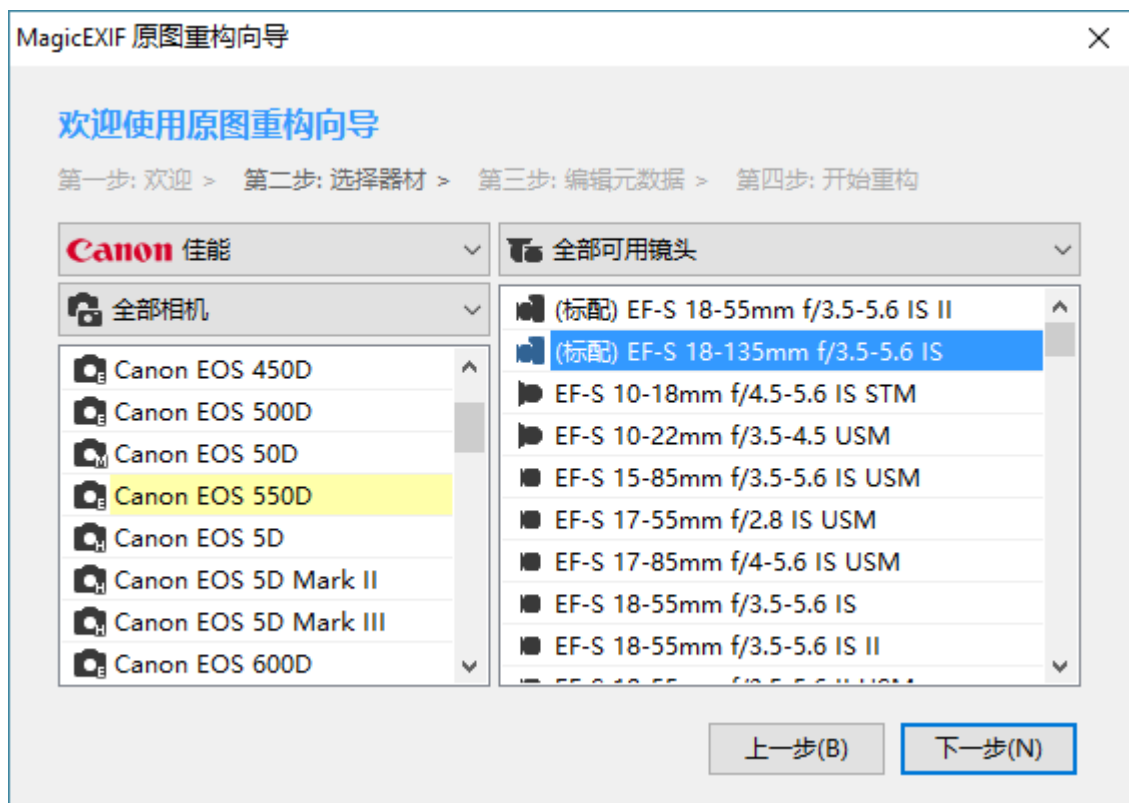 MagicEXIF 原图重构向导
欢迎使用原图重构向导
第一步: 欢迎 > 第二步: 选择器材 > 第三步: 编辑元数据 > 第四步: 开始重构
Canon 佳能
全部相机
Canon EOS 450D
Canon EOS 500D
Canon EOS 50D
Canon EOS 550D
Canon EOS 5D
Canon EOS 5D Mark II
Canon EOS 5D Mark III
Canon EOS 600D
全部可用镜头
(标配) EF-S 18-55mm f/3.5-5.6 IS II
(标配) EF-S 18-135mm f/3.5-5.6 IS
EF-S 10-18mm f/4.5-5.6 IS STM
EF-S 10-22mm f/3.5-4.5 USM
EF-S 15-85mm f/3.5-5.6 IS USM
EF-S 17-55mm f/2.8 IS USM
EF-S 17-85mm f/4-5.6 IS USM
EF-S 18-55mm f/3.5-5.6 IS
EF-S 18-55mm f/3.5-5.6 IS II
上一步(B)
下一步(N)